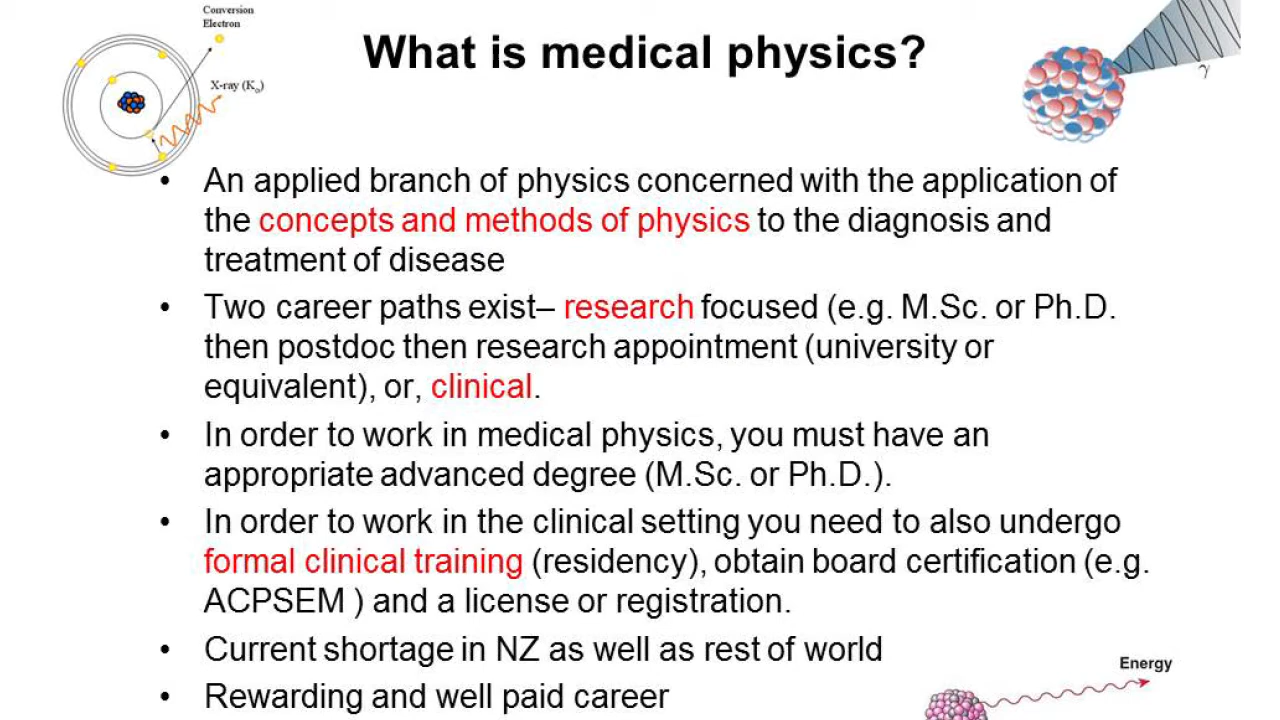 Conversion
Electron
What is medical physics?
X-ray (Kα)
γ
• An applied branch of physics concerned with the application of
the concepts and methods of physics to the diagnosis and
treatment of disease
• Two career paths exist– research focused (e.g. M.Sc. or Ph.D.
then postdoc then research appointment (university or
equivalent), or, clinical.
• In order to work in medical physics, you must have an
appropriate advanced degree (M.Sc. or Ph.D.).
• In order to work in the clinical setting you need to also undergo
formal clinical training (residency), obtain board certification (e.g.
ACPSEM ) and a license or registration.
• Current shortage in NZ as well as rest of world
Energy
• Rewarding and well paid career